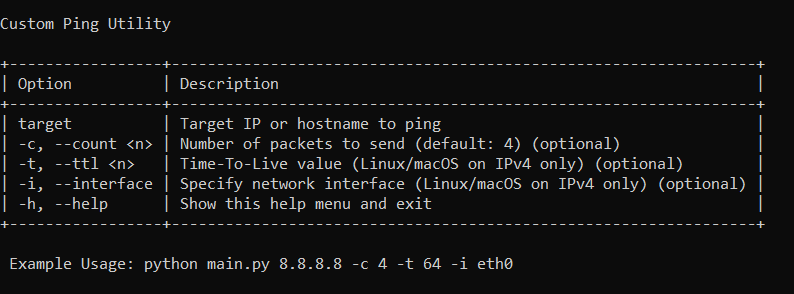 Custom Ping Utility
+-----------------+----------------------------------------------------------------+
| Option          | Description                                                    |
+-----------------+----------------------------------------------------------------+
| target          | Target IP or hostname to ping                                  |
| -c, --count <n> | Number of packets to send (default: 4) (optional)              |
| -t, --ttl <n>   | Time-To-Live value (Linux/macOS on IPv4 only) (optional)       |
| -i, --interface | Specify network interface (Linux/macOS on IPv4 only) (optional) |
| -h, --help      | Show this help menu and exit                                   |
+-----------------+----------------------------------------------------------------+
Example Usage: python main.py 8.8.8.8 -c 4 -t 64 -i eth0